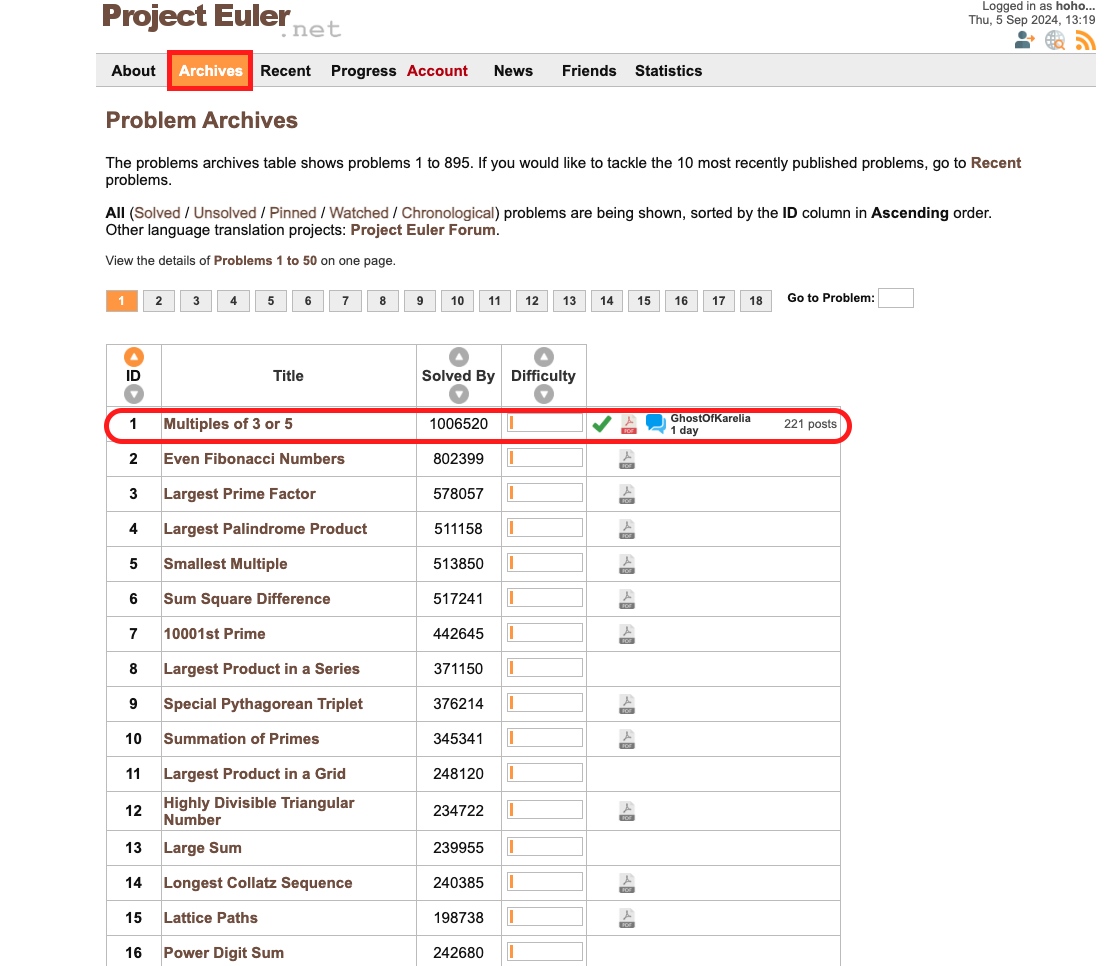 Project Euler.net
Logged in as hoho...
Thu, 5 Sep 2024, 13:19
About Archives Recent Progress Account News Friends Statistics
Problem Archives
The problems archives table shows problems 1 to 895. If you would like to tackle the 10 most recently published problems, go to Recent
problems.
All (Solved / Unsolved / Pinned / Watched / Chronological) problems are being shown, sorted by the ID column in Ascending order.
Other language translation projects: Project Euler Forum.
View the details of Problems 1 to 50 on one page.
1 2 3 4 5 6 7 8 9 10 11 12 13 14 15 16 17 18 Go to Problem:
ID Title Solved By Difficulty
1 Multiples of 3 or 5 1006520 PDF GhostOfKarelia
1 day 221 posts
2 Even Fibonacci Numbers 802399 PDF
3 Largest Prime Factor 578057 PDF
4 Largest Palindrome Product 511158 PDF
5 Smallest Multiple 513850 PDF
6 Sum Square Difference 517241 PDF
7 10001st Prime 442645 PDF
8 Largest Product in a Series 371150
9 Special Pythagorean Triplet 376214 PDF
10 Summation of Primes 345341 PDF
11 Largest Product in a Grid 248120
12 Highly Divisible Triangular
Number 234722 PDF
13 Large Sum 239955
14 Longest Collatz Sequence 240385 PDF
15 Lattice Paths 198738 PDF
16 Power Digit Sum 242680